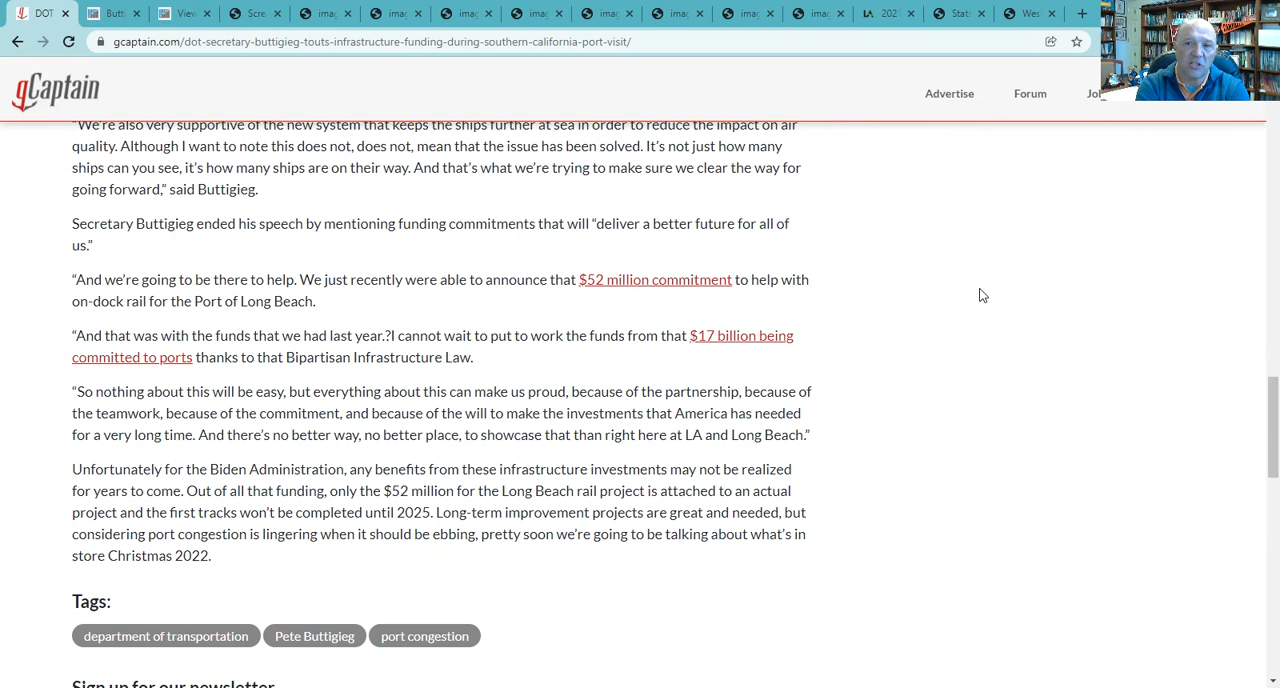 DOT
Butt
View
Scre
imag
imag
imag
imag
imag
imag
imag
imag
LA 202
Stat
Wes
gcaptain.com/dot-secretary-buttigieg-touts-infrastructure-funding-during-southern-california-port-visit/
gCaptain
Advertise Forum
"We're also very supportive of the new system that keeps the ships further at sea in order to reduce the impact on air
quality. Although I want to note this does not, does not, mean that the issue has been solved. It's not just how many
ships can you see, it's how many ships are on their way. And that's what we're trying to make sure we clear the way for
going forward," said Buttigieg.
Secretary Buttigieg ended his speech by mentioning funding commitments that will "deliver a better future for all of
us."
"And we're going to be there to help. We just recently were able to announce that $52 million commitment to help with
on-dock rail for the Port of Long Beach.
"And that was with the funds that we had last year.?I cannot wait to put to work the funds from that $17 billion being
committed to ports thanks to that Bipartisan Infrastructure Law.
"So nothing about this will be easy, but everything about this can make us proud, because of the partnership, because of
the teamwork, because of the commitment, and because of the will to make the investments that America has needed
for a very long time. And there's no better way, no better place, to showcase that than right here at LA and Long Beach."
Unfortunately for the Biden Administration, any benefits from these infrastructure investments may not be realized
for years to come. Out of all that funding, only the $52 million for the Long Beach rail project is attached to an actual
project and the first tracks won't be completed until 2025. Long-term improvement projects are great and needed, but
considering port congestion is lingering when it should be ebbing, pretty soon we're going to be talking about what's in
store Christmas 2022.
Tags:
department of transportation Pete Buttigieg port congestion
Sign up for our newsletter